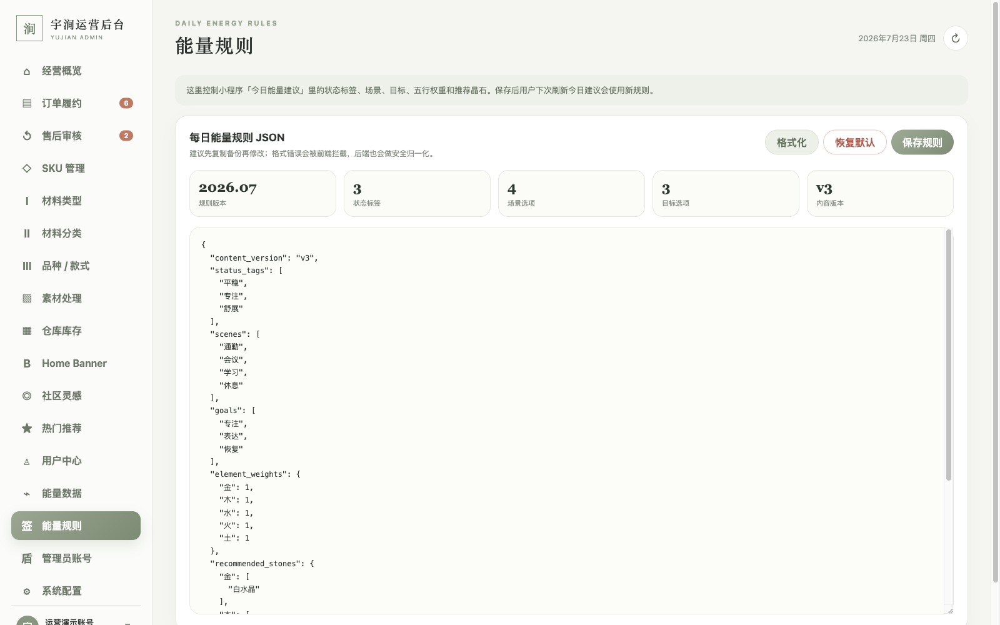 涧
宇涧运营后台
YUJIAN ADMIN
经营概览
订单履约 6
售后审核 2
SKU 管理
I 材料类型
II 材料分类
III 品种 / 款式
素材处理
仓库库存
B Home Banner
社区灵感
热门推荐
用户中心
能量数据
签 能量规则
盾 管理员账号
系统配置
运营演示账号
DAILY ENERGY RULES
能量规则
2026年7月23日 周四
这里控制小程序「今日能量建议」里的状态标签、场景、目标、五行权重和推荐晶石。保存后用户下次刷新今日建议会使用新规则。
每日能量规则 JSON
建议先复制备份再修改；格式错误会被前端拦截，后端也会做安全归一化。
格式化
恢复默认
保存规则
2026.07
规则版本
3
状态标签
4
场景选项
3
目标选项
v3
内容版本
{
"content_version": "v3",
"status_tags": [
"平稳",
"专注",
"舒展"
],
"scenes": [
"通勤",
"会议",
"学习",
"休息"
],
"goals": [
"专注",
"表达",
"恢复"
],
"element_weights": {
"金": 1,
"木": 1,
"水": 1,
"火": 1,
"土": 1
},
"recommended_stones": {
"金": [
"白水晶"
],